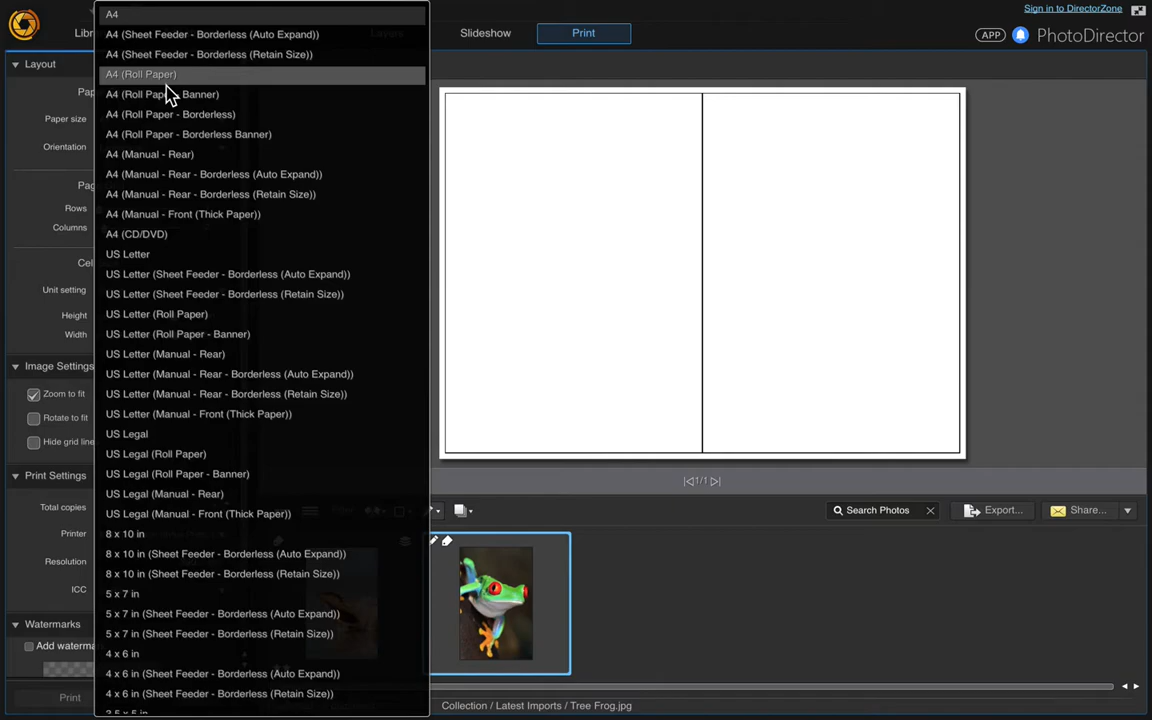 Sign in to DirectorZone
Layers
Slideshow
Print
APP
PhotoDirector
Layout
Paper size
Orientation
Rows
Columns
Unit setting
Height
Width
Image Settings
Zoom to fit
Rotate to fit
Print Settings
Total copies
Printer
Resolution
ICC
Watermarks
Print
A4
A4 (Sheet Feeder - Borderless (Auto Expand))
A4 (Sheet Feeder - Borderless (Retain Size))
A4 (Roll Paper)
A4 (Roll Paper - Banner)
A4 (Roll Paper - Borderless)
A4 (Roll Paper - Borderless Banner)
A4 (Manual - Rear)
A4 (Manual - Rear - Borderless (Auto Expand))
A4 (Manual - Rear - Borderless (Retain Size))
A4 (Manual - Front (Thick Paper))
A4 (CD/DVD)
US Letter
US Letter (Sheet Feeder - Borderless (Auto Expand))
US Letter (Sheet Feeder - Borderless (Retain Size))
US Letter (Roll Paper)
US Letter (Roll Paper - Banner)
US Letter (Manual - Rear)
US Letter (Manual - Rear - Borderless (Auto Expand))
US Letter (Manual - Rear - Borderless (Retain Size))
US Letter (Manual - Front (Thick Paper))
US Legal
US Legal (Roll Paper)
US Legal (Roll Paper - Banner)
US Legal (Manual - Rear)
US Legal (Manual - Front (Thick Paper))
8 x 10 in
8 x 10 in (Sheet Feeder - Borderless (Auto Expand))
8 x 10 in (Sheet Feeder - Borderless (Retain Size))
5 x 7 in
5 x 7 in (Sheet Feeder - Borderless (Auto Expand))
5 x 7 in (Sheet Feeder - Borderless (Retain Size))
4 x 6 in
4 x 6 in (Sheet Feeder - Borderless (Auto Expand))
4 x 6 in (Sheet Feeder - Borderless (Retain Size))
1/1
Search Photos
Export...
Share...
Collection / Latest Imports / Tree Frog.jpg